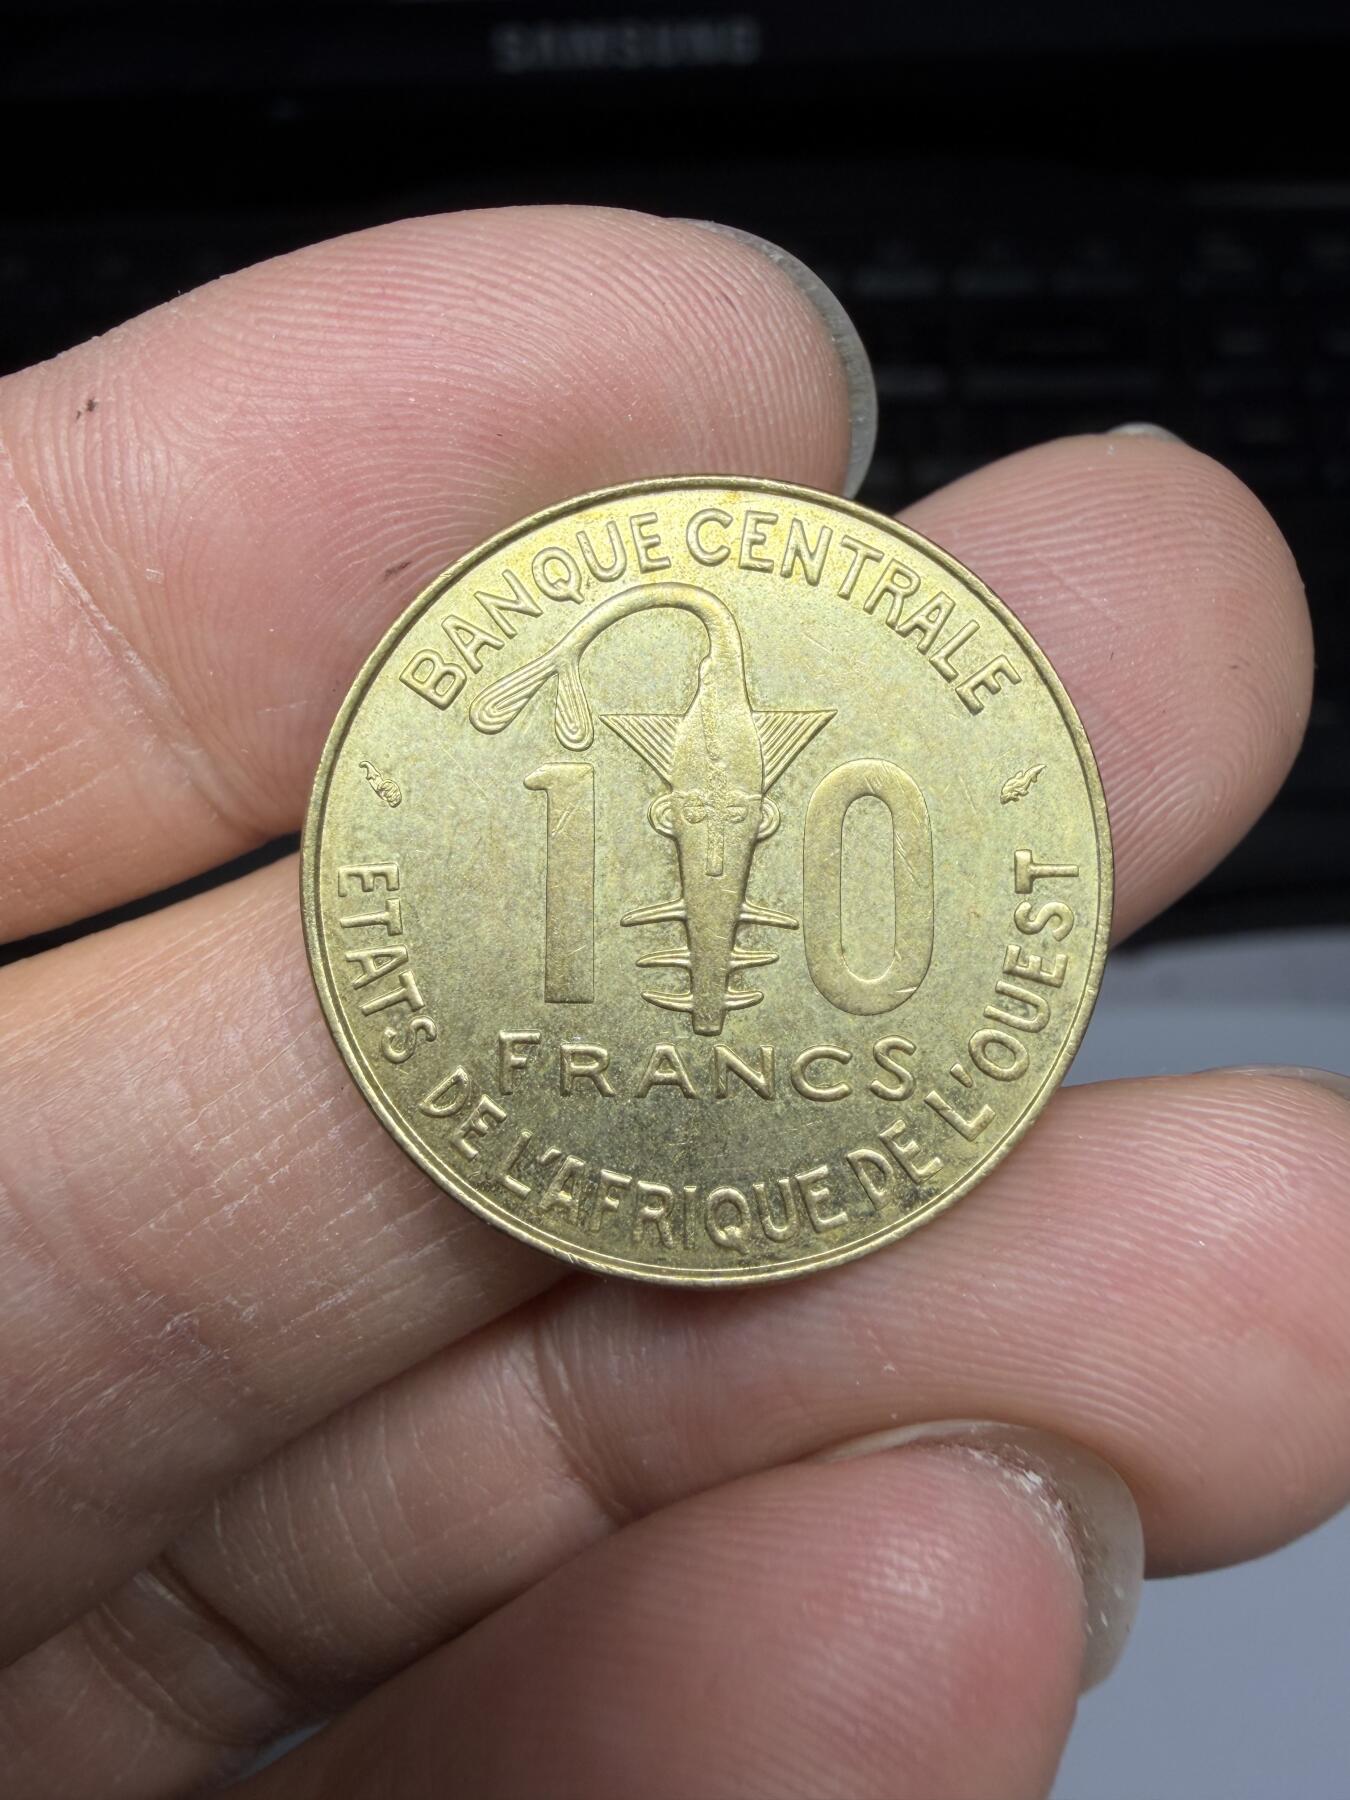 SAMSUNG
BANQUE CENTRALE
10
FRANCS
ETATS DE L'AFRIQUE DE L'OUEST